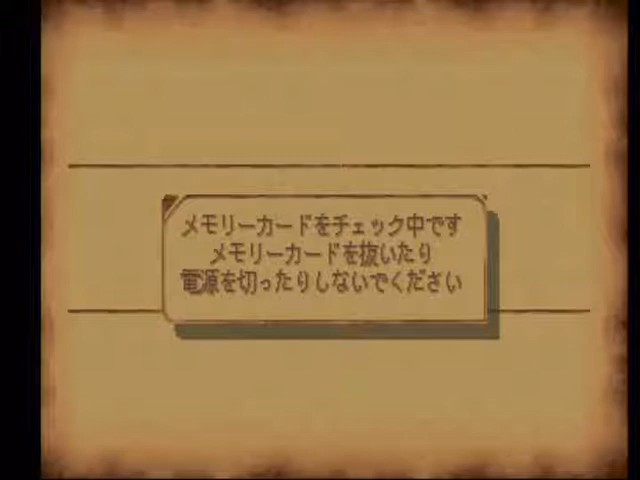 メモリーカードをチェック中です
メモリーカードを抜いたり
電源を切ったりしないでください